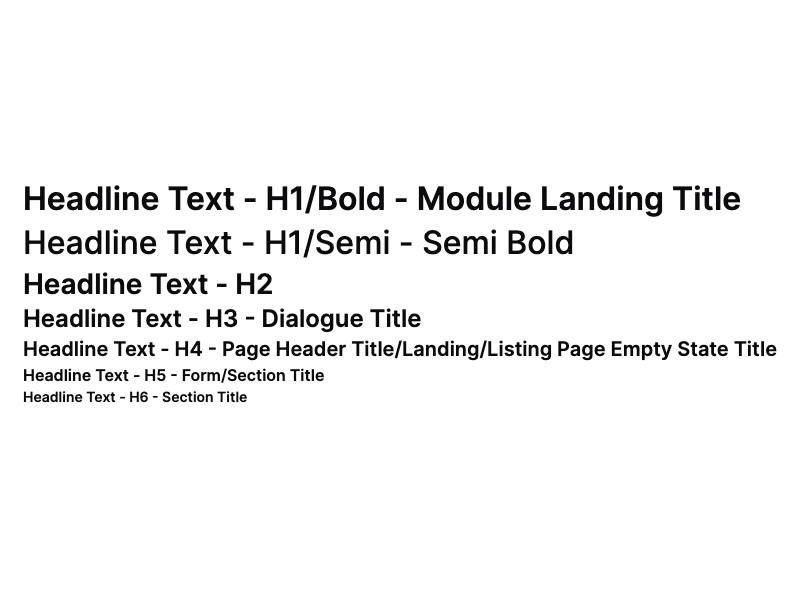 Headline Text - H1/Bold - Module Landing Title
Headline Text - H1/Semi - Semi Bold
Headline Text - H2
Headline Text - H3 - Dialogue Title
Headline Text - H4 - Page Header Title/Landing/Listing Page Empty State Title
Headline Text - H5 - Form/Section Title
Headline Text - H6 - Section Title